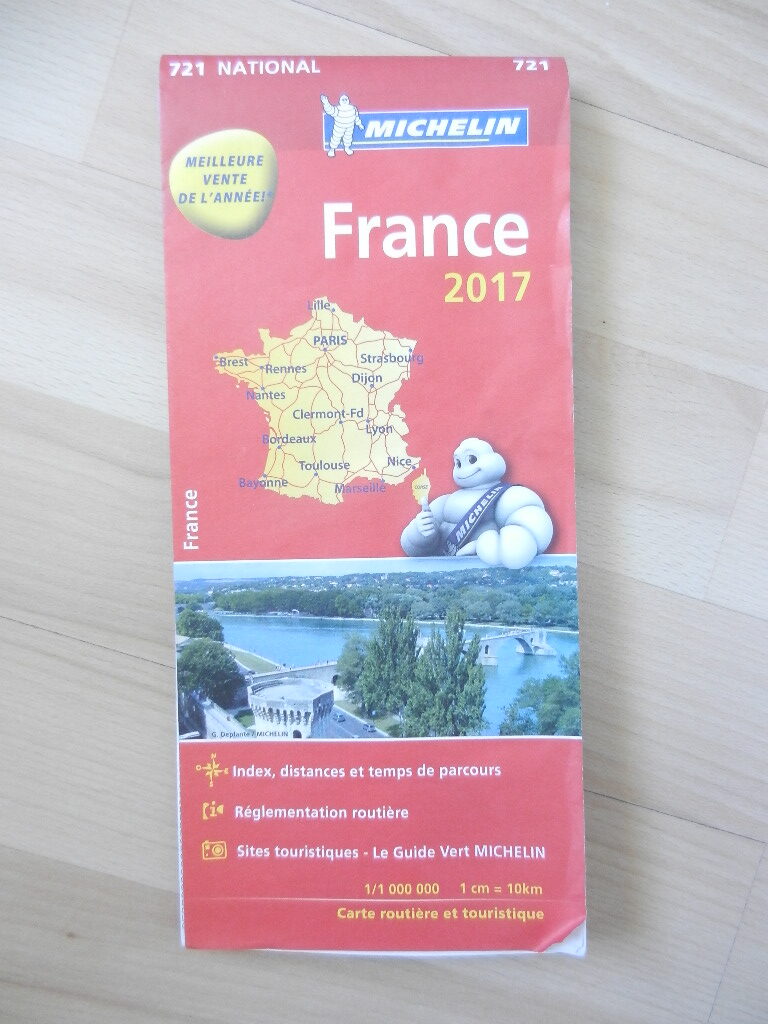 721 NATIONAL
721
MICHELIN
MEILLEURE
VENTE
DE L'ANNÉE!*
France
2017
Lille
PARIS
Brest
Rennes
Strasbourg
Dijon
Nantes
Clermont-Fd
Lyon
Bordeaux
Toulouse
Nice
Bayonne
Marseille
CORSE
MICHELIN
France
G. Deplante / MICHELIN
Index, distances et temps de parcours
Réglementation routière
Sites touristiques - Le Guide Vert MICHELIN
1/1 000 000 1 cm = 10km
Carte routière et touristique